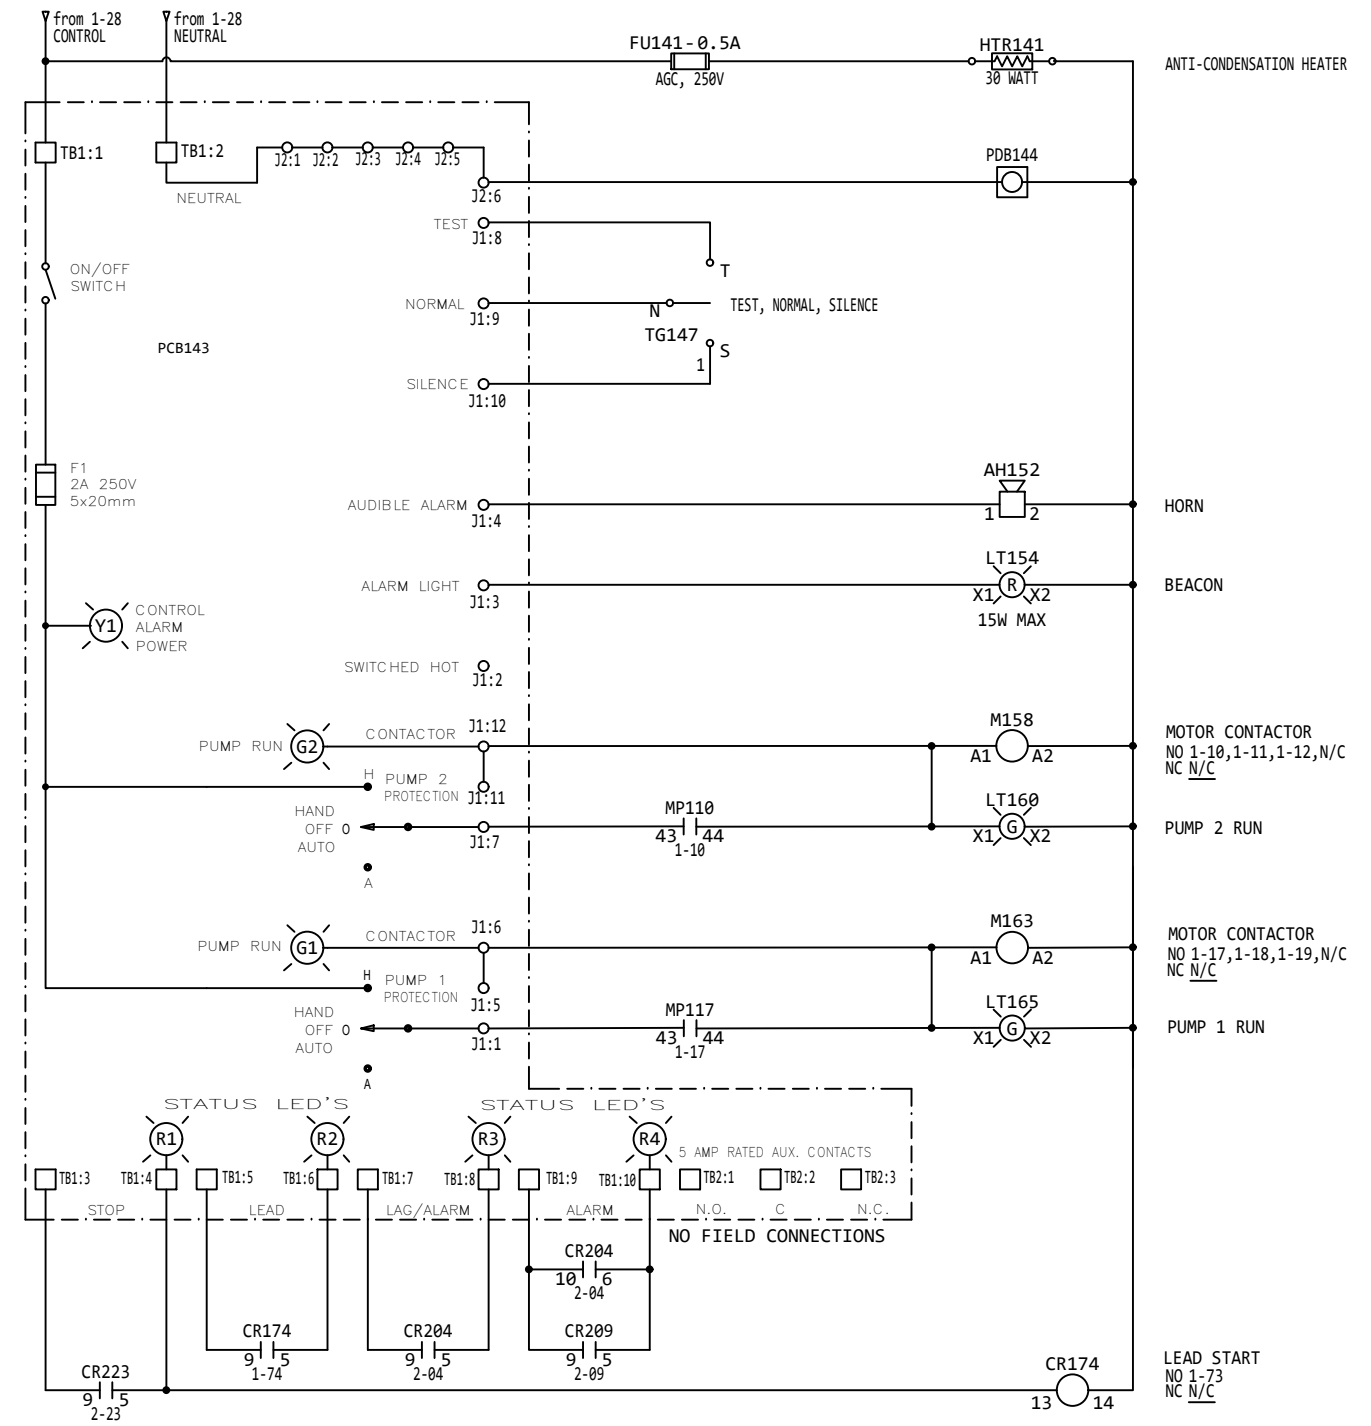 from 1-28
CONTROL
from 1-28
NEUTRAL
FU141-0.5A
AGC, 250V
HTR141
30 WATT
ANTI-CONDENSATION HEATER
TB1:1
TB1:2
J2:1
J2:2
J2:3
J2:4
J2:5
NEUTRAL
J2:6
PDB144
TEST
J1:8
T
ON/OFF
SWITCH
NORMAL
J1:9
N
TEST, NORMAL, SILENCE
TG147
S
1
PCB143
SILENCE
J1:10
F1
2A 250V
5x20mm
AUDIBLE ALARM
J1:4
AH152
1
2
HORN
ALARM LIGHT
J1:3
LT154
R
X1
X2
15W MAX
BEACON
Y1
CONTROL
ALARM
POWER
SWITCHED HOT
J1:2
PUMP RUN
G2
CONTACTOR
J1:12
M158
A1
A2
MOTOR CONTACTOR
NO 1-10,1-11,1-12,N/C
NC N/C
H
PUMP 2
PROTECTION
J1:11
HAND
OFF O
AUTO
J1:7
A
MP110
43
44
1-10
LT160
G
X1
X2
PUMP 2 RUN
PUMP RUN
G1
CONTACTOR
J1:6
M163
A1
A2
MOTOR CONTACTOR
NO 1-17,1-18,1-19,N/C
NC N/C
H
PUMP 1
PROTECTION
J1:5
HAND
OFF O
AUTO
J1:1
A
MP117
43
44
1-17
LT165
G
X1
X2
PUMP 1 RUN
STATUS LED'S
STATUS LED'S
R1
R2
R3
R4
5 AMP RATED AUX. CONTACTS
TB1:3
TB1:4
TB1:5
TB1:6
TB1:7
TB1:8
TB1:9
TB1:10
TB2:1
TB2:2
TB2:3
STOP
LEAD
LAG/ALARM
ALARM
N.O.
C
N.C.
NO FIELD CONNECTIONS
CR204
10
6
2-04
CR174
9
5
1-74
CR204
9
5
2-04
CR209
9
5
2-09
CR223
9
5
2-23
CR174
13
14
LEAD START
NO 1-73
NC N/C